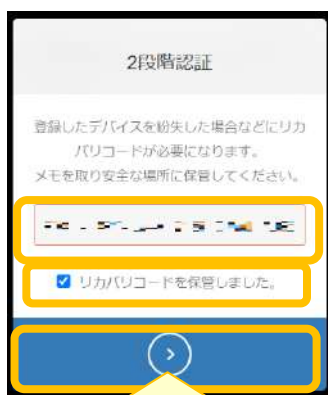 2段階認証
登録したデバイスを紛失した場合などにリカ
バリコードが必要になります。
メモを取り安全な場所に保管してください。
リカバリコードを保管しました。